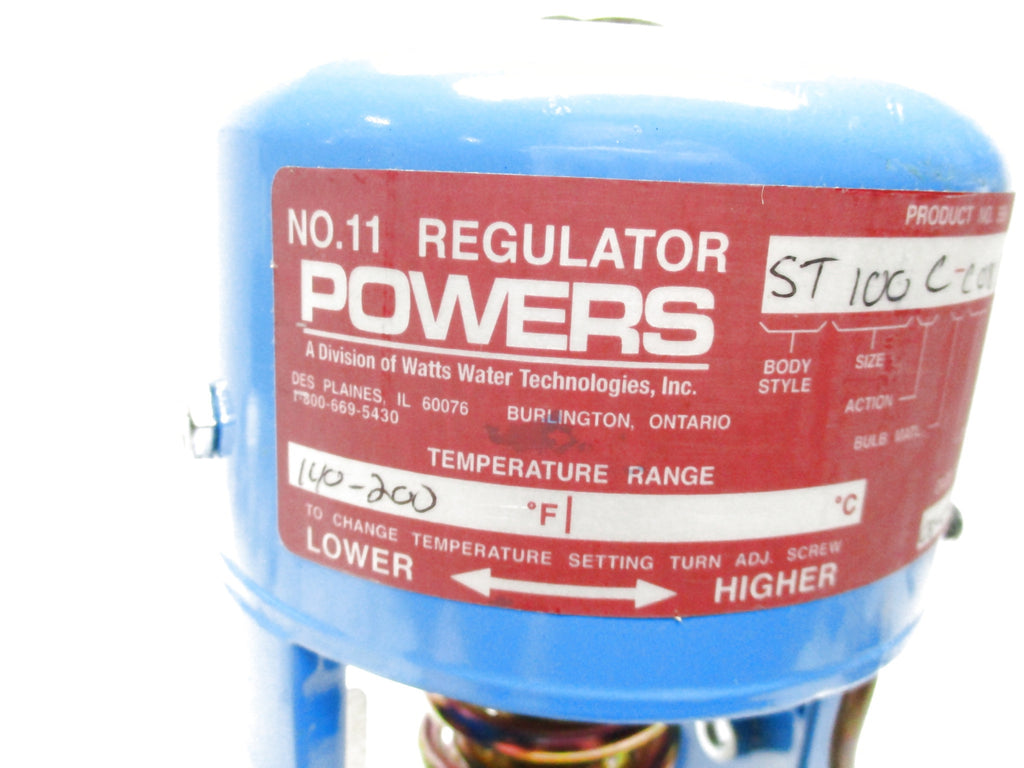 NO.11 REGULATOR
POWERS
A Division of Watts Water Technologies, Inc.
DES PLAINES, IL 60076 BURLINGTON, ONTARIO
1-800-669-5430
PRODUCT NO.
ST 100 C
BODY STYLE
SIZE
ACTION
BULB MATL.
TEMPERATURE RANGE
140-200 °F °C
TO CHANGE TEMPERATURE SETTING TURN ADJ. SCREW
LOWER HIGHER